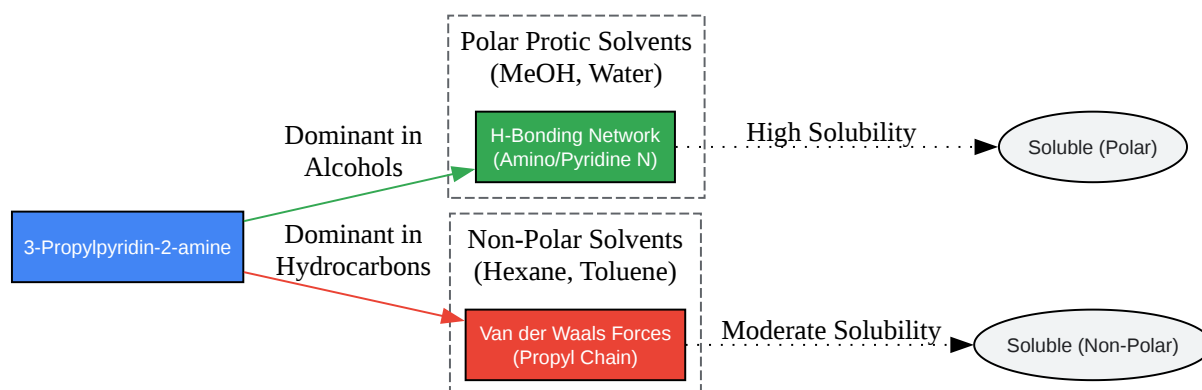 Polar Protic Solvents
(MeOH, Water)
H-Bonding Network
(Amino/Pyridine N)
High Solubility
Soluble (Polar)
Dominant in
Alcohols
3-Propylpyridin-2-amine
Dominant in
Hydrocarbons
Non-Polar Solvents
(Hexane, Toluene)
Van der Waals Forces
(Propyl Chain)
Moderate Solubility
Soluble (Non-Polar)